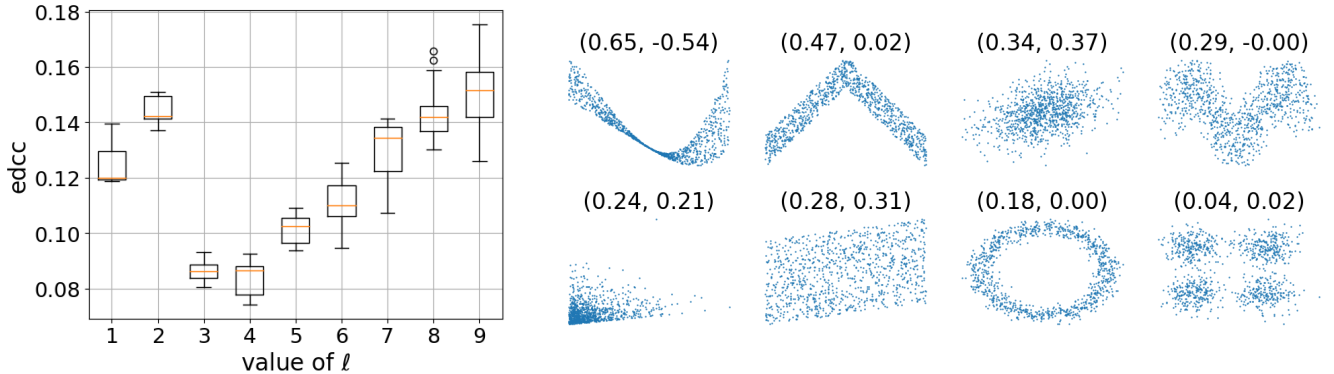 0.18
0.16
0.14
0.12
0.10
0.08
edcc
1 2 3 4 5 6 7 8 9
value of ℓ
(0.65, -0.54) (0.47, 0.02) (0.34, 0.37) (0.29, -0.00)
(0.24, 0.21) (0.28, 0.31) (0.18, 0.00) (0.04, 0.02)